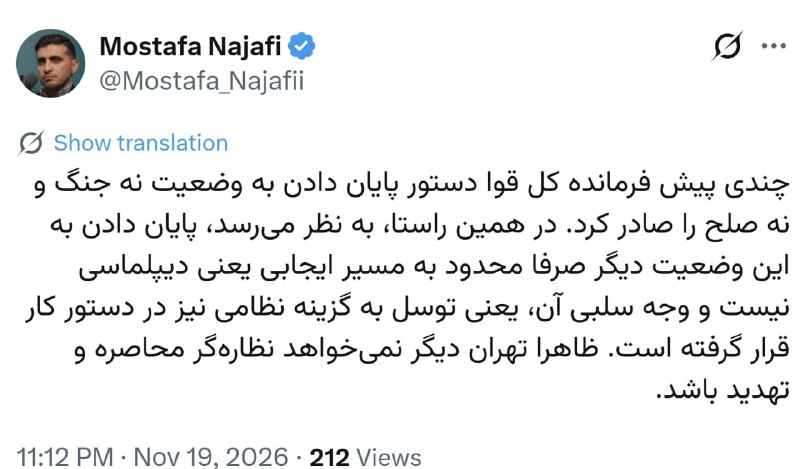 Mostafa Najafi
@Mostafa_Najafii
Show translation
چندی پیش فرمانده کل قوا دستور پایان دادن به وضعیت نه جنگ و
نه صلح را صادر کرد. در همین راستا، به نظر می‌رسد، پایان دادن به
این وضعیت دیگر صرفا محدود به مسیر ایجابی یعنی دیپلماسی
نیست و وجه سلبی آن، یعنی توسل به گزینه نظامی نیز در دستور کار
قرار گرفته است. ظاهرا تهران دیگر نمی‌خواهد نظاره‌گر محاصره و
تهدید باشد.
11:12 PM · Nov 19, 2026 · 212 Views